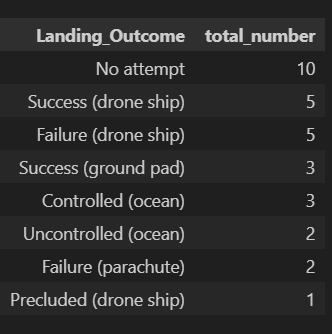 Landing_Outcome total_number
No attempt 10
Success (drone ship) 5
Failure (drone ship) 5
Success (ground pad) 3
Controlled (ocean) 3
Uncontrolled (ocean) 2
Failure (parachute) 2
Precluded (drone ship) 1